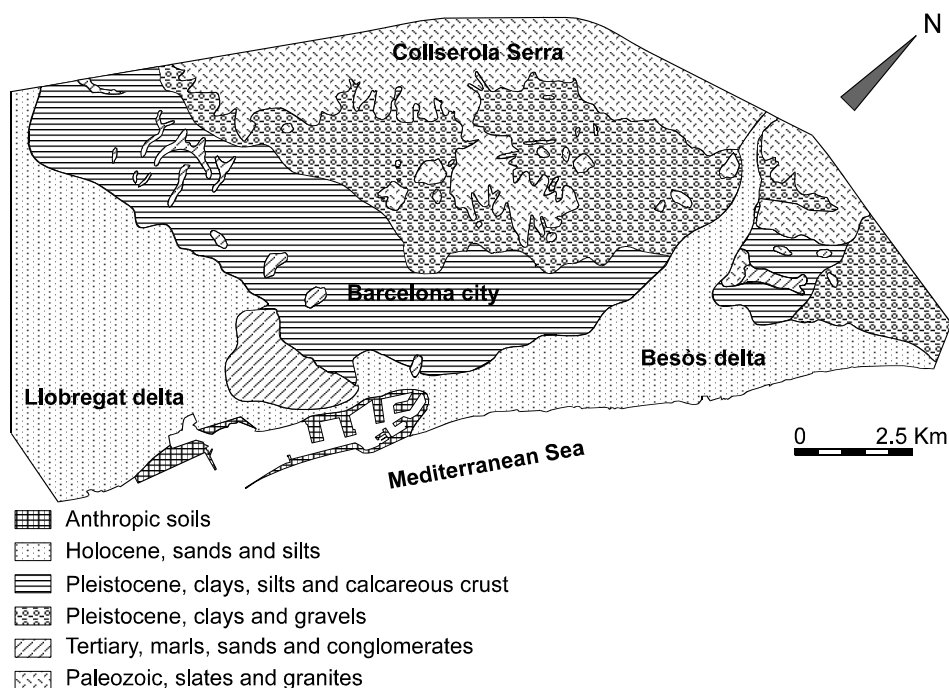 N
Collserola Serra
Barcelona city
Besòs delta
Llobregat delta
0 2.5 Km
Mediterranean Sea
Anthropic soils
Holocene, sands and silts
Pleistocene, clays, silts and calcareous crust
Pleistocene, clays and gravels
Tertiary, marls, sands and conglomerates
Paleozoic, slates and granites